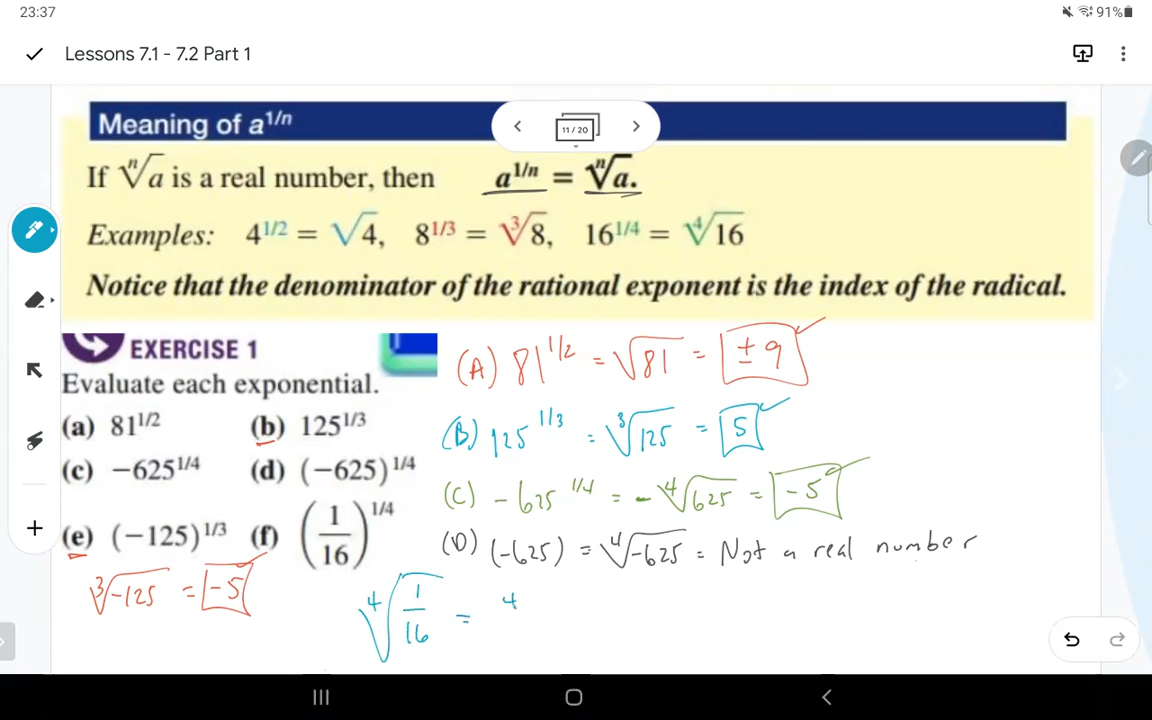 23:37
91%
Lessons 7.1 - 7.2 Part 1
Meaning of a^1/n
11 / 20
If ⁿ√a is a real number, then a^1/n = ⁿ√a.
Examples: 4^1/2 = √4, 8^1/3 = ³√8, 16^1/4 = ⁴√16
Notice that the denominator of the rational exponent is the index of the radical.
EXERCISE 1
Evaluate each exponential.
(a) 81^1/2 (b) 125^1/3
(c) −625^1/4 (d) (−625)^1/4
(e) (−125)^1/3 (f) (1/16)^1/4
(A) 81^1/2 = √81 = ± 9
(B) 125^1/3 = ³√125 = 5
(C) - 625^1/4 = - ⁴√625 = -5
(D) (-625) = ⁴√-625 = Not a real number
³√-125 = -5
⁴√1/16 = 4